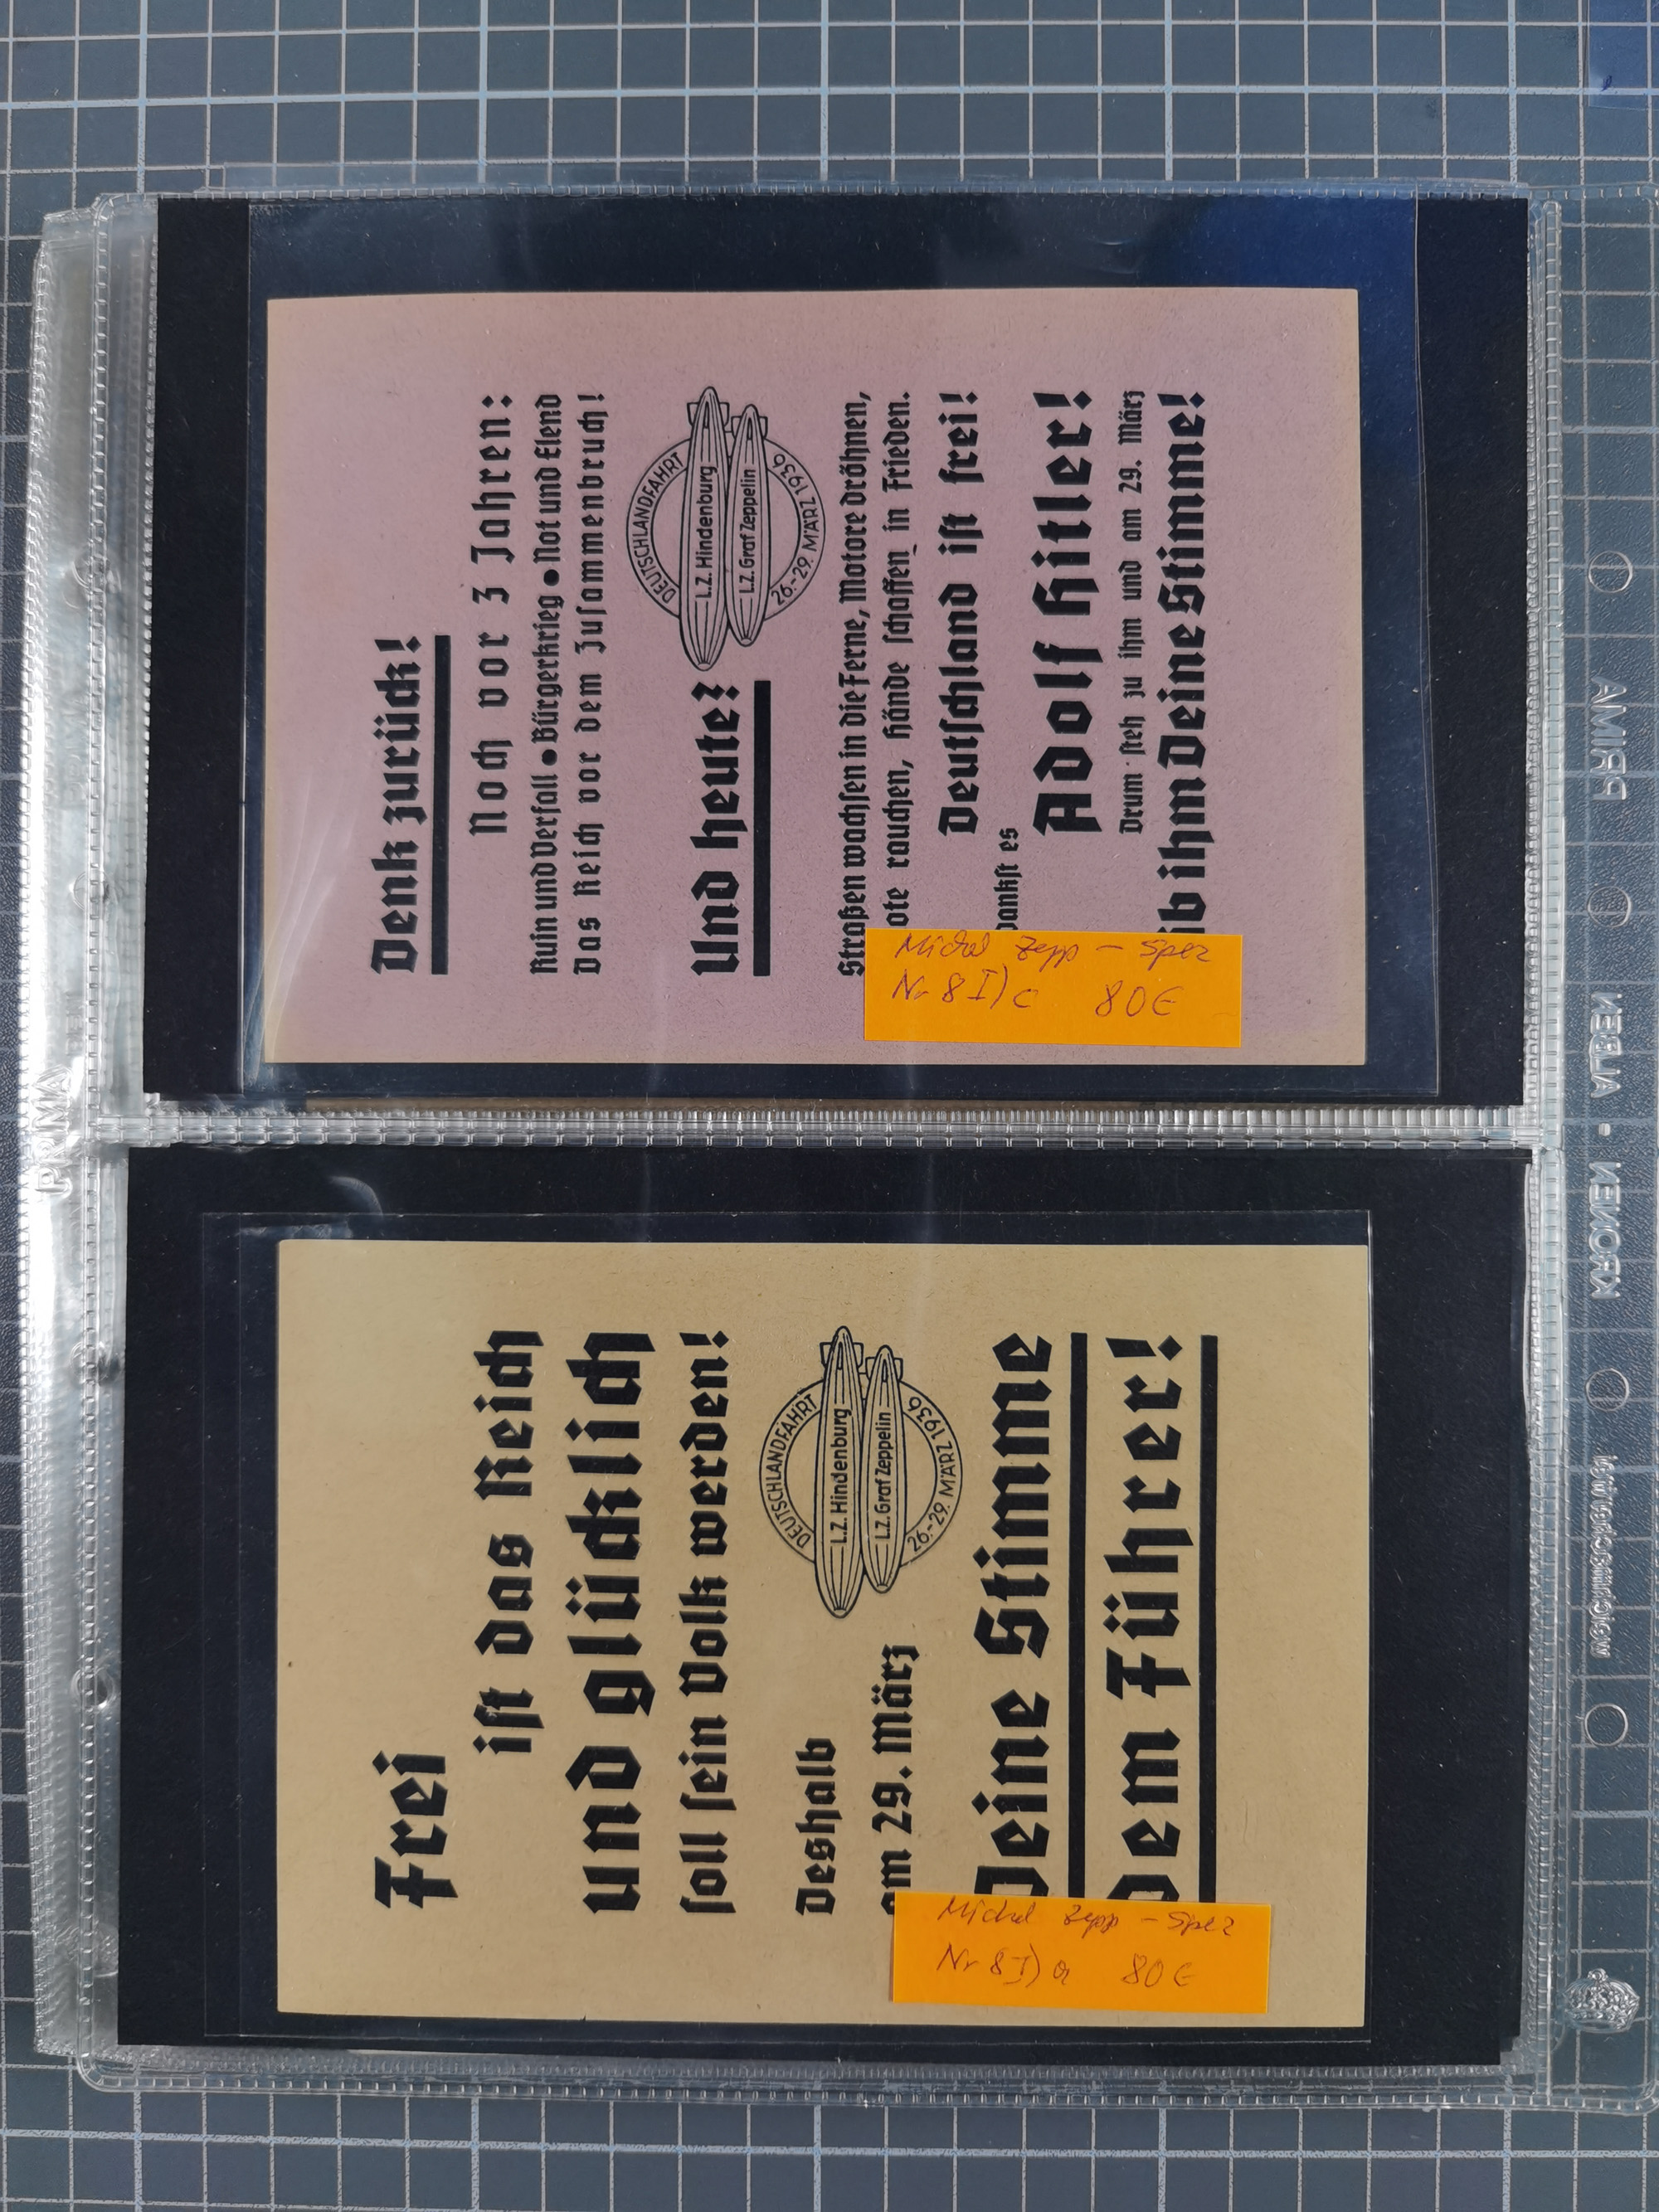 Denk zurück!
Noch vor 3 Jahren:
Ruin und Verfall ● Bürgerkrieg ● Not und Elend
Das Reich vor dem Zusammenbruch!
Und heute?
DEUTSCHLANDFAHRT
L.Z. Hindenburg
L.Z. Graf Zeppelin
26.-29. MÄRZ 1936
Straßen wachsen in die Ferne, Motore dröhnen,
ote rauchen, Hände schaffen in Frieden.
Deutschland ist frei!
dankst es
Adolf Hitler!
Drum steh zu ihm und am 29. März
ib ihm Deine Stimme!
Michel Zepp - Spez
Nr 8 I) c 80 €
Frei
ist das Reich
und glücklich
soll sein Volk werden!
Deshalb
am 29. März
DEUTSCHLANDFAHRT
L.Z. Hindenburg
L.Z. Graf Zeppelin
26.-29. MÄRZ 1936
Deine Stimme
Dem Führer!
Michel Zepp - Spez
Nr 8 I) a 80 €
PRIMA
KRONEN • ALBEN